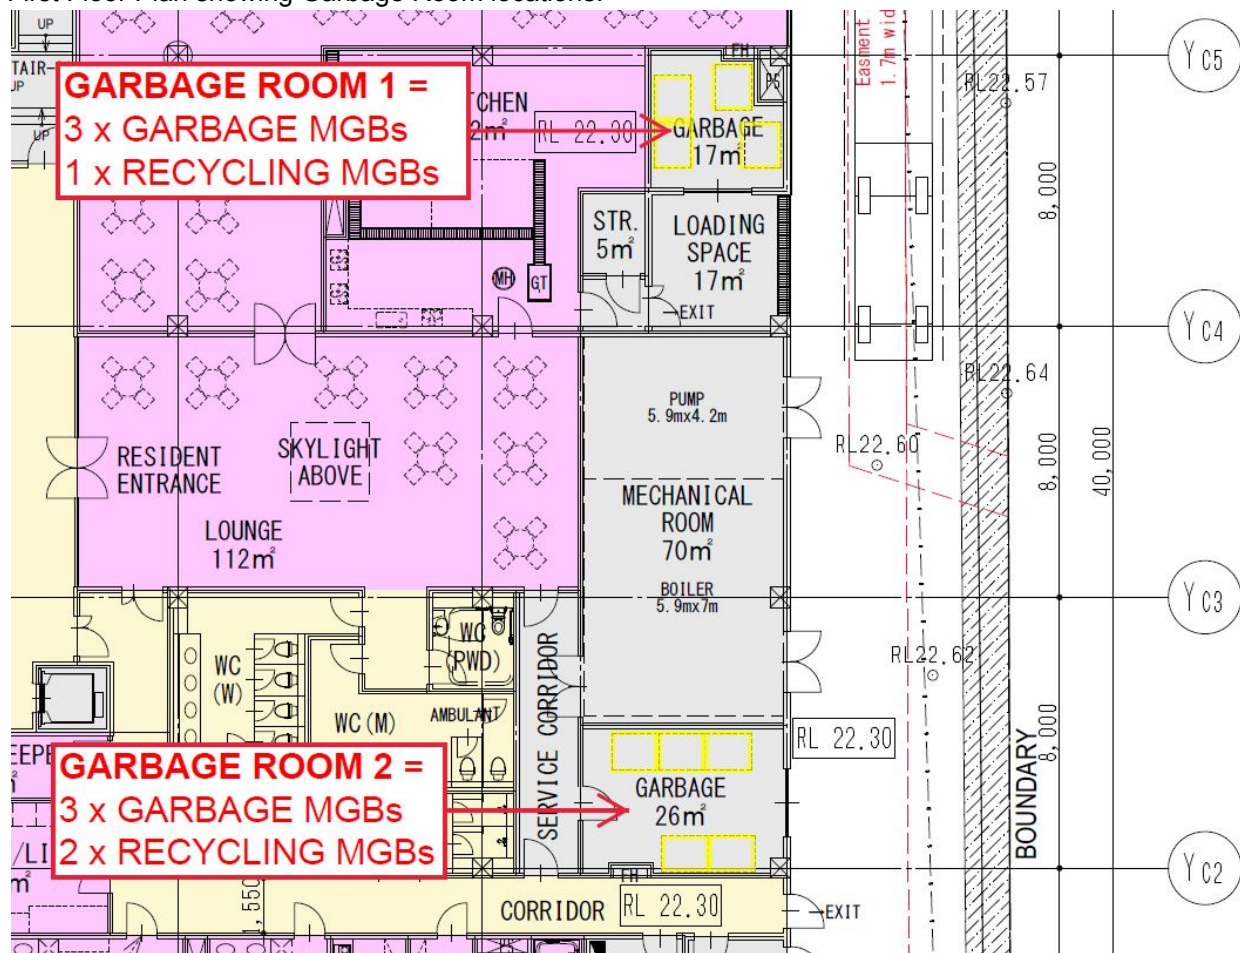 First Floor Plan showing Garbage Room locations.
UP
FH
Y C5
GARBAGE ROOM 1 =
3 x GARBAGE MGBs
1 x RECYCLING MGBs
UP
UP
RL 22.30
GARBAGE
17㎡
Easment
1.7m wid
RL22.57
8,000
STR.
5㎡
LOADING
SPACE
17㎡
MH
GT
EXIT
Y C4
PUMP
5.9mx4.2m
RL22.64
RL22.60
8,000
40,000
RESIDENT
ENTRANCE
SKYLIGHT
ABOVE
MECHANICAL
ROOM
70㎡
LOUNGE
112㎡
BOILER
5.9mx7m
Y C3
WC
(PWD)
WC
(W)
RL22.62
SERVICE CORRIDOR
WC(M)
AMBULANT
RL 22.30
BOUNDARY
8,000
GARBAGE ROOM 2 =
3 x GARBAGE MGBs
2 x RECYCLING MGBs
GARBAGE
26㎡
Y C2
FH
1,550
CORRIDOR
RL 22.30
EXIT